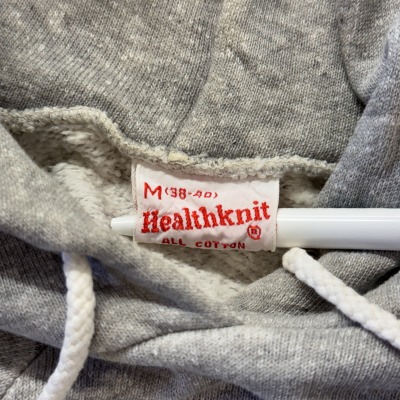 M (38-40)
Healthknit ®
ALL COTTON